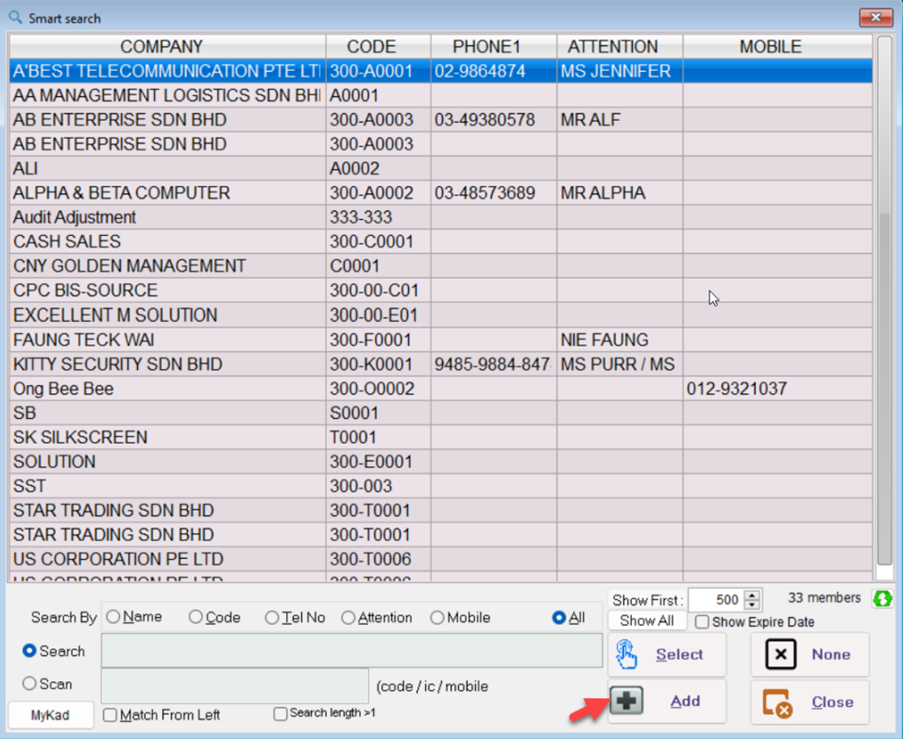 Smart search
COMPANY CODE PHONE1 ATTENTION MOBILE
A'BEST TELECOMMUNICATION PTE LT 300-A0001 02-9864874 MS JENNIFER
AA MANAGEMENT LOGISTICS SDN BH A0001
AB ENTERPRISE SDN BHD 300-A0003 03-49380578 MR ALF
AB ENTERPRISE SDN BHD 300-A0003
ALI A0002
ALPHA & BETA COMPUTER 300-A0002 03-48573689 MR ALPHA
Audit Adjustment 333-333
CASH SALES 300-C0001
CNY GOLDEN MANAGEMENT C0001
CPC BIS-SOURCE 300-00-C01
EXCELLENT M SOLUTION 300-00-E01
FAUNG TECK WAI 300-F0001 NIE FAUNG
KITTY SECURITY SDN BHD 300-K0001 9485-9884-847 MS PURR / MS
Ong Bee Bee 300-O0002 012-9321037
SB S0001
SK SILKSCREEN T0001
SOLUTION 300-E0001
SST 300-003
STAR TRADING SDN BHD 300-T0001
STAR TRADING SDN BHD 300-T0001
US CORPORATION PE LTD 300-T0006
US CORPORATION PE LTD 300-T0006
Show First : 500 33 members
Search By Name Code Tel No Attention Mobile All
Show All Show Expire Date
Search
Select None
Scan (code / ic / mobile
Add Close
MyKad Match From Left Search length >1